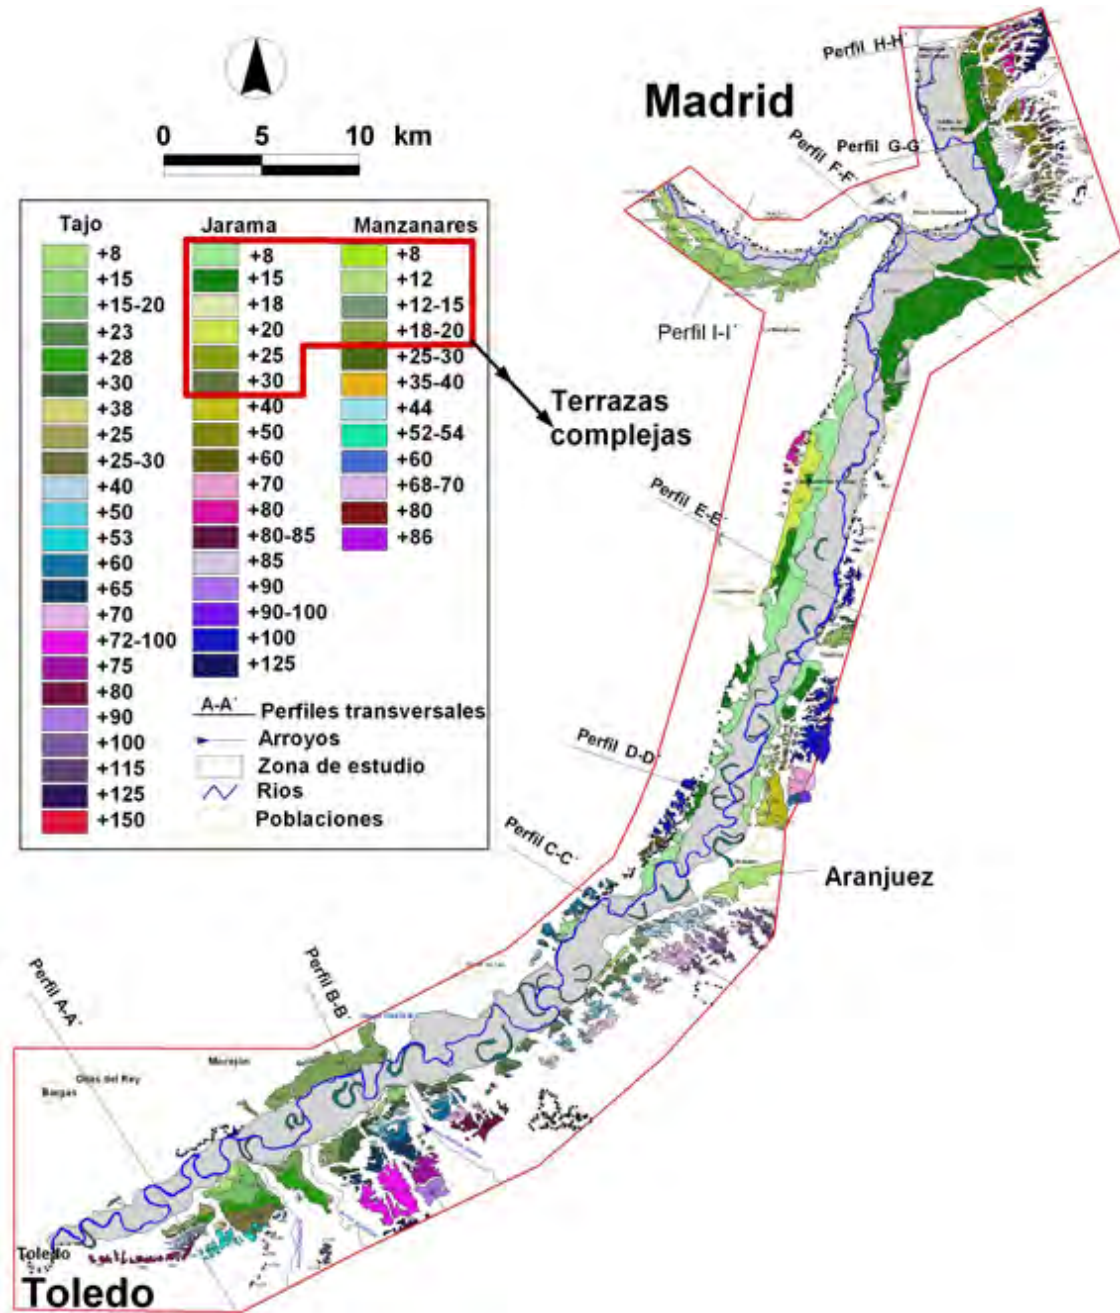 Perfil H-H´
Madrid
0 5 10 km
Perfil G-G´
Perfil F-F´
Tajo
+8
+15
+15-20
+23
+28
+30
+38
+25
+25-30
+40
+50
+53
+60
+65
+70
+72-100
+75
+80
+90
+100
+115
+125
+150
Jarama
+8
+15
+18
+20
+25
+30
+40
+50
+60
+70
+80
+80-85
+85
+90
+90-100
+100
+125
Manzanares
+8
+12
+12-15
+18-20
+25-30
+35-40
+44
+52-54
+60
+68-70
+80
+86
A-A´ Perfiles transversales
Arroyos
Zona de estudio
Rios
Poblaciones
Perfil I-I´
Terrazas
complejas
Perfil E-E´
Perfil D-D´
Perfil C-C´
Aranjuez
Perfil B-B´
Perfil A-A´
Mocejón
Olías del Rey
Bargas
Toledo
Toledo